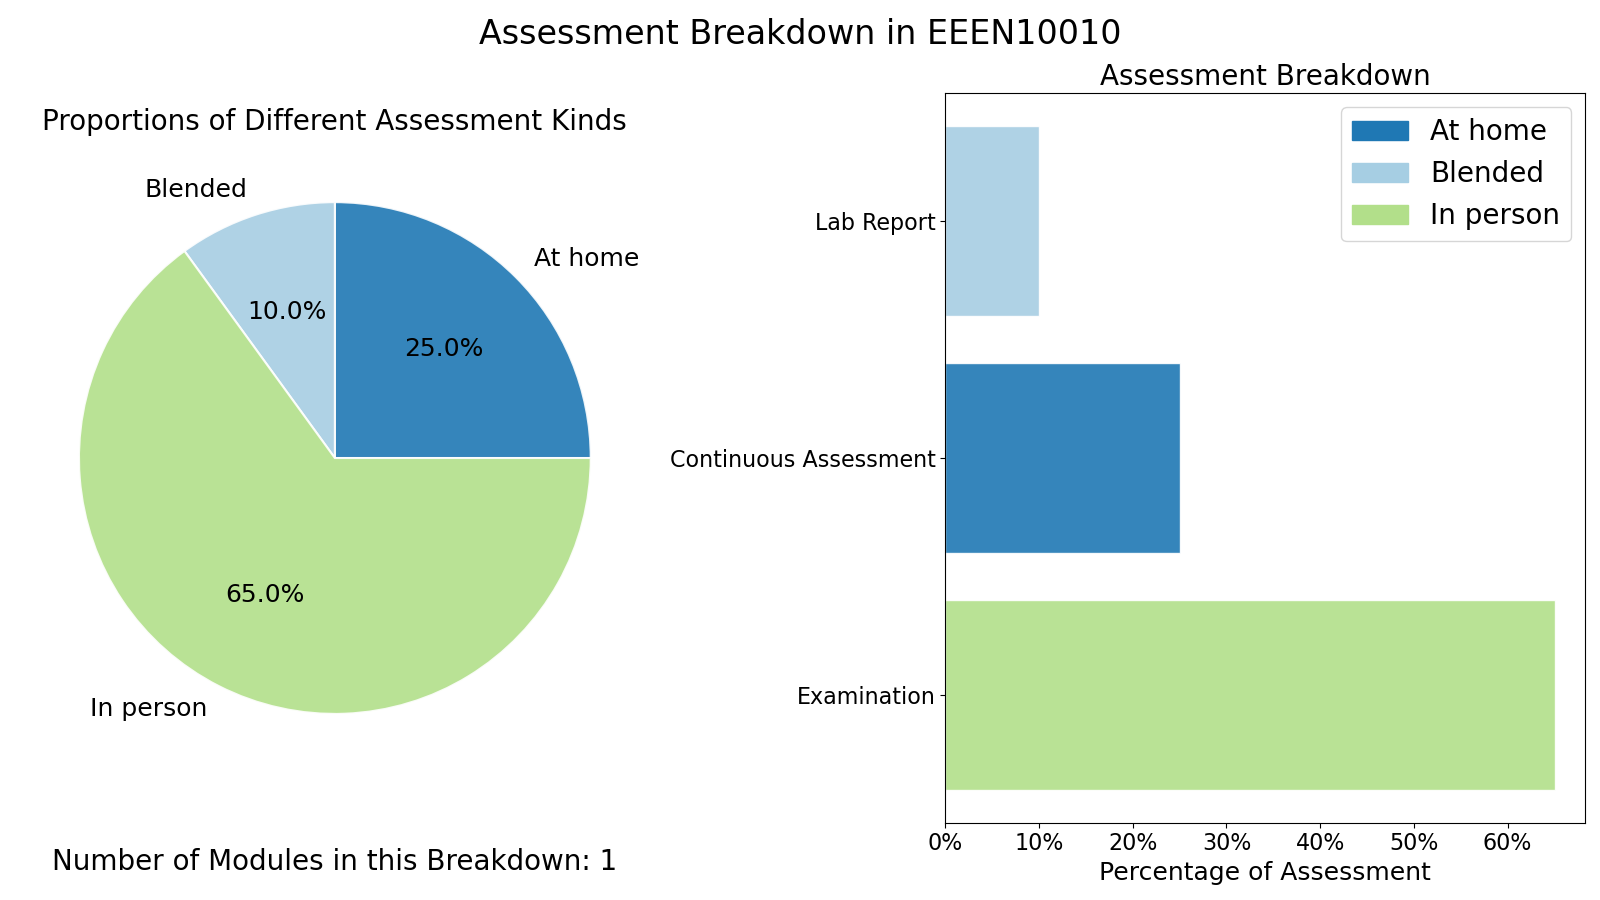 Assessment Breakdown in EEEN10010
Proportions of Different Assessment Kinds
Blended
At home
10.0%
25.0%
65.0%
In person
Number of Modules in this Breakdown: 1
Assessment Breakdown
At home
Blended
In person
Lab Report
Continuous Assessment
Examination
0% 10% 20% 30% 40% 50% 60%
Percentage of Assessment